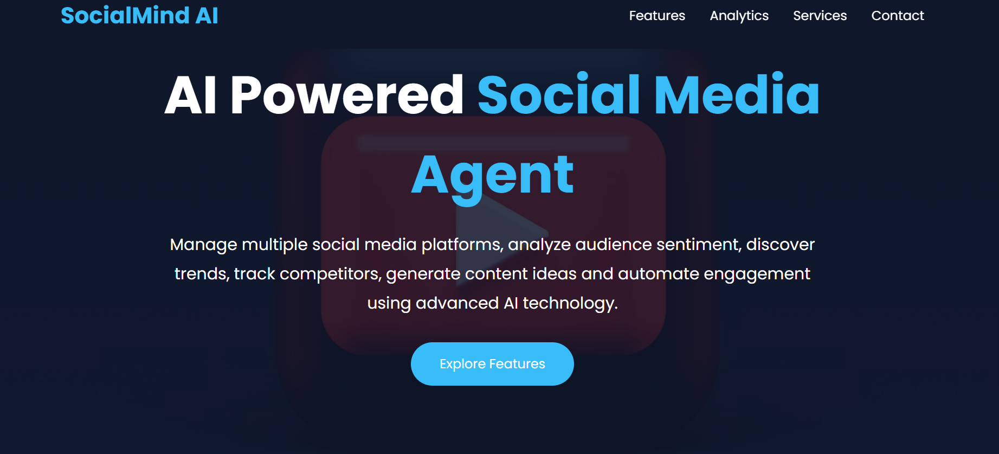 SocialMind AI
Features Analytics Services Contact
AI Powered Social Media
Agent
Manage multiple social media platforms, analyze audience sentiment, discover
trends, track competitors, generate content ideas and automate engagement
using advanced AI technology.
Explore Features